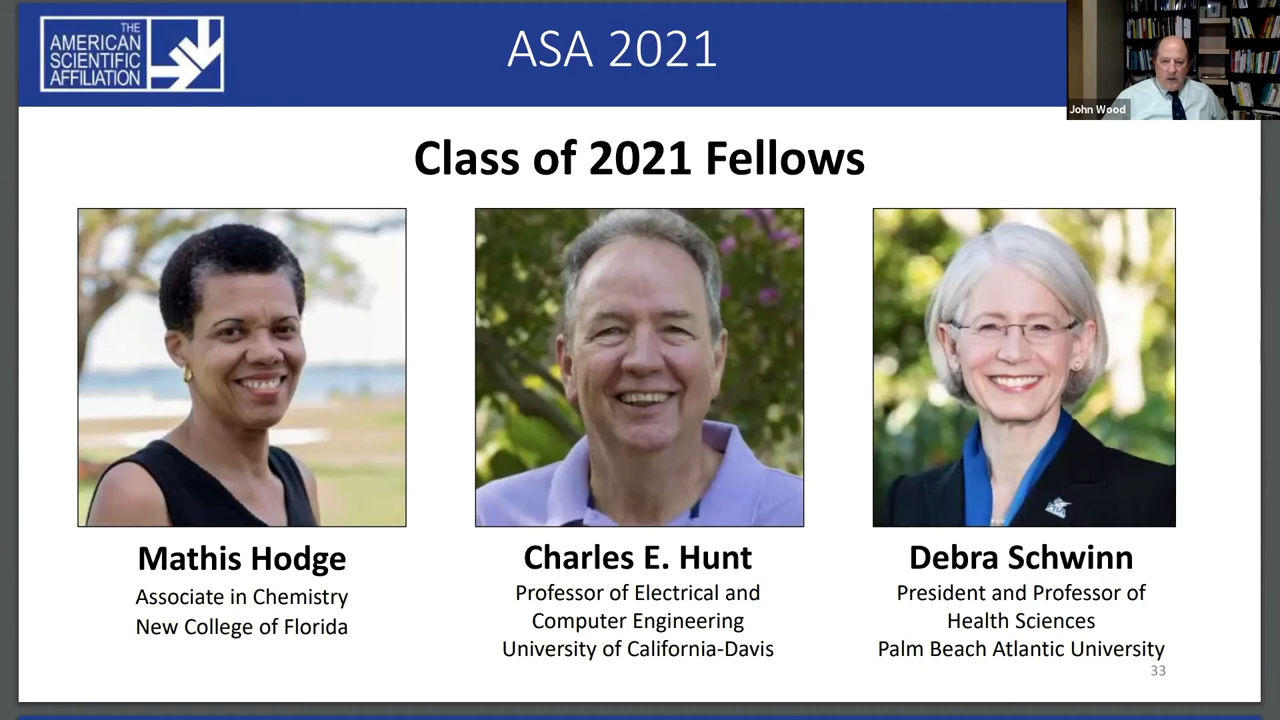 THE
AMERICAN
SCIENTIFIC
AFFILIATION
ASA 2021
John Wood
Class of 2021 Fellows
Mathis Hodge
Associate in Chemistry
New College of Florida
Charles E. Hunt
Professor of Electrical and
Computer Engineering
University of California-Davis
Debra Schwinn
President and Professor of
Health Sciences
Palm Beach Atlantic University
33